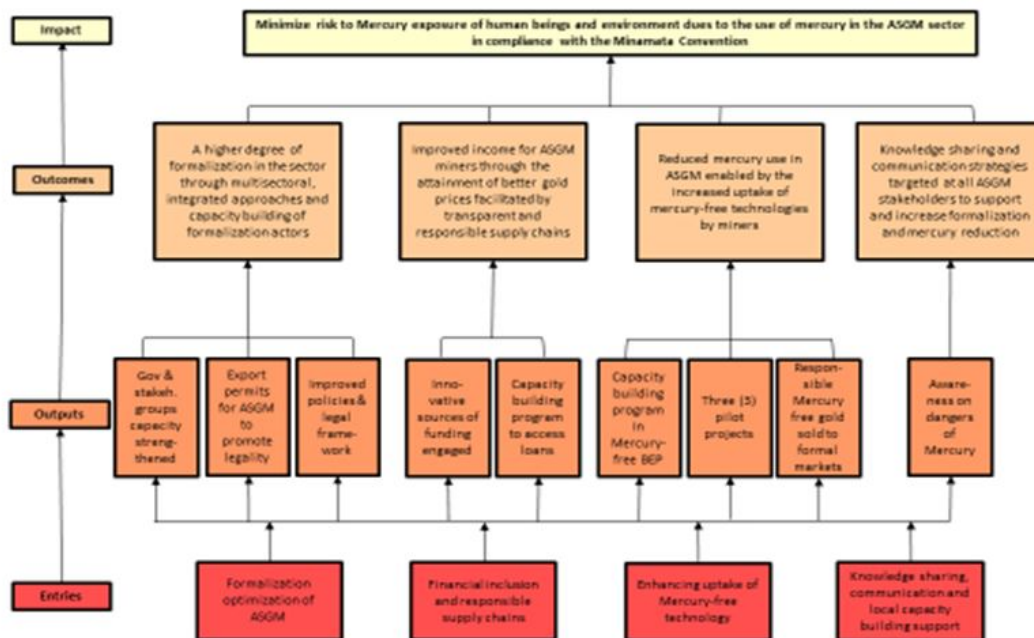 Impact
Minimize risk to Mercury exposure of human beings and environment dues to the use of mercury in the ASGM sector
in compliance with the Minamata Convention
Outcomes
A higher degree of
formalization in the sector
through multisectoral,
integrated approaches and
capacity building of
formalization actors
Improved income for ASGM
miners through the
attainment of better gold
prices facilitated by
transparent and
responsible supply chains
Reduced mercury use in
ASGM enabled by the
increased uptake of
mercury-free technologies
by miners
Knowledge sharing and
communication strategies
targeted at all ASGM
stakeholders to support
and increase formalization
and mercury reduction
Outputs
Gov &
stakeh.
groups
capacity
streng-
thened
Export
permits
for ASGM
to
promote
legality
Improved
policies &
legal
frame-
work
Inno-
vative
sources of
funding
engaged
Capacity
building
program
to access
loans
Capacity
building
program
in
Mercury-
free BEP
Three (3)
pilot
projects
Respon-
sible
Mercury
free gold
sold to
formal
markets
Aware-
ness on
dangers
of
Mercury
Entries
Formalization
optimization of
ASGM
Financial inclusion
and responsible
supply chains
Enhancing uptake of
Mercury-free
technology
Knowledge sharing,
communication and
local capacity
building support